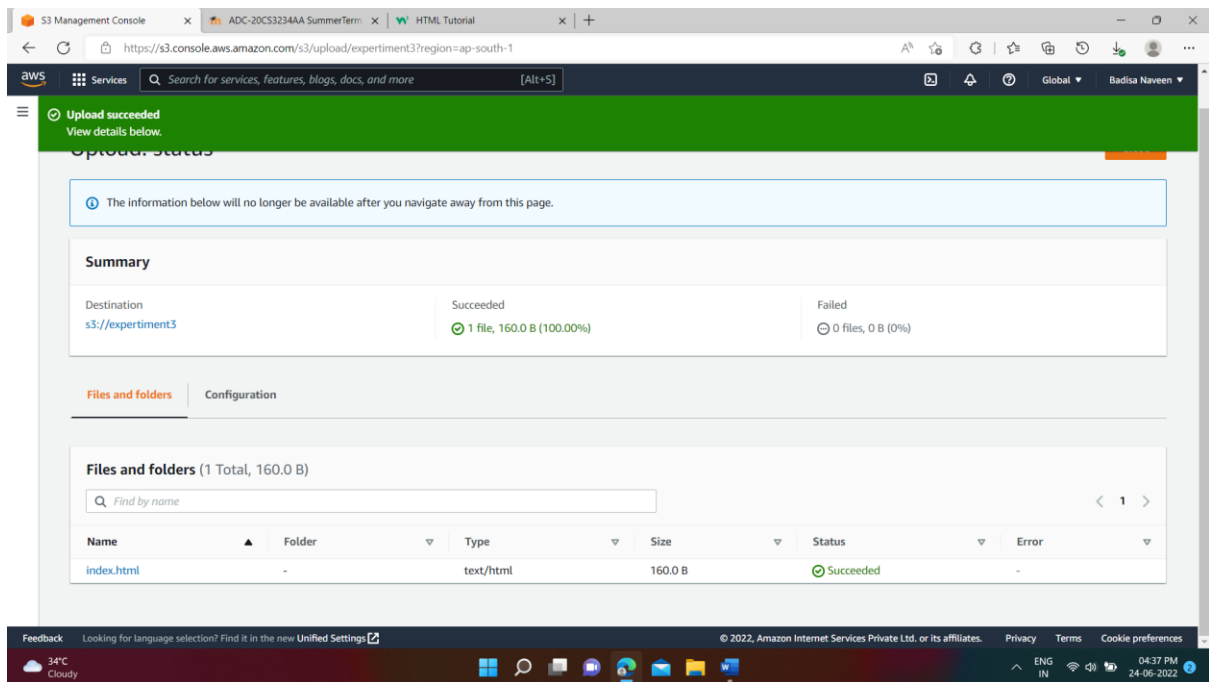 S3 Management Console
ADC-20CS3234AA SummerTerm
HTML Tutorial
https://s3.console.aws.amazon.com/s3/upload/expertiment3?region=ap-south-1
aws
Services
Search for services, features, blogs, docs, and more
[Alt+S]
Global
Badisa Naveen
Upload succeeded
View details below.
Upload: status
The information below will no longer be available after you navigate away from this page.
Summary
Destination
s3://expertiment3
Succeeded
1 file, 160.0 B (100.00%)
Failed
0 files, 0 B (0%)
Files and folders
Configuration
Files and folders (1 Total, 160.0 B)
Find by name
1
Name Folder Type Size Status Error
index.html - text/html 160.0 B Succeeded -
Feedback
Looking for language selection? Find it in the new Unified Settings
© 2022, Amazon Internet Services Private Ltd. or its affiliates.
Privacy
Terms
Cookie preferences
34°C
Cloudy
ENG
IN
04:37 PM
24-06-2022
2